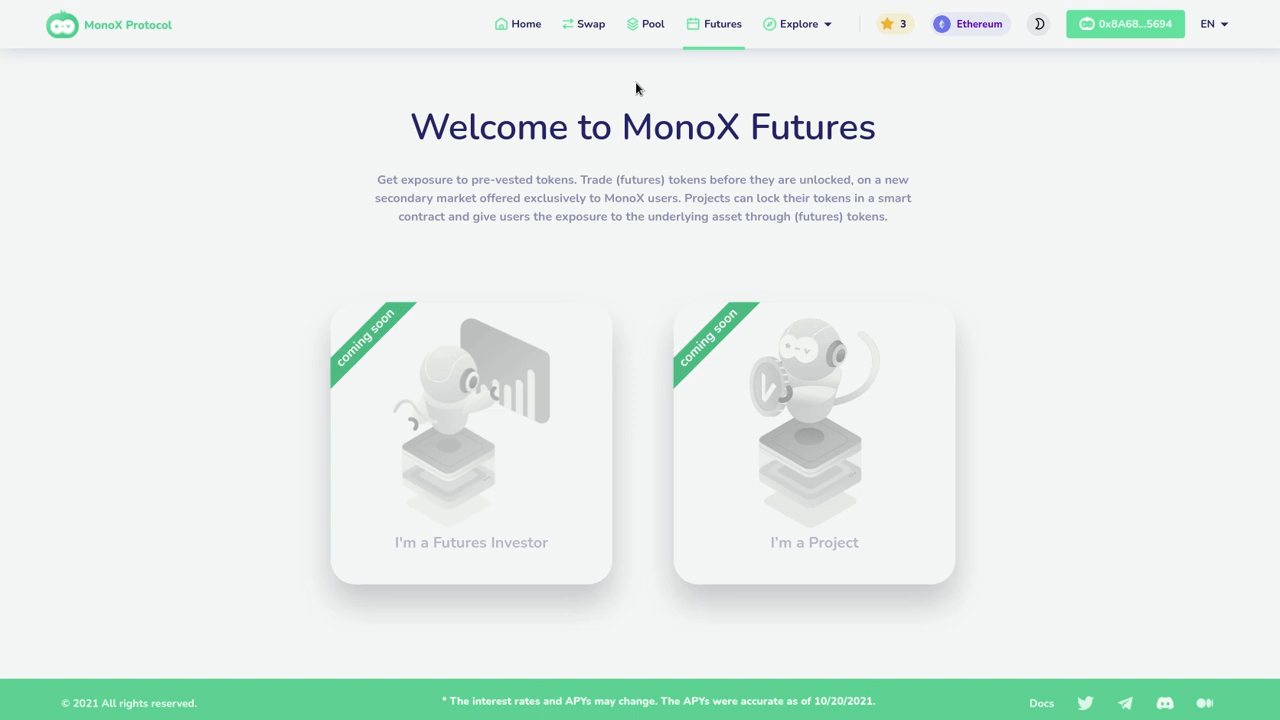 MonoX Protocol
Home
Swap
Pool
Futures
Explore
3
Ethereum
0x8A68...5694
EN
Welcome to MonoX Futures
Get exposure to pre-vested tokens. Trade (futures) tokens before they are unlocked, on a new
secondary market offered exclusively to MonoX users. Projects can lock their tokens in a smart
contract and give users the exposure to the underlying asset through (futures) tokens.
coming soon
I'm a Futures Investor
coming soon
I'm a Project
© 2021 All rights reserved.
* The interest rates and APYs may change. The APYs were accurate as of 10/20/2021.
Docs